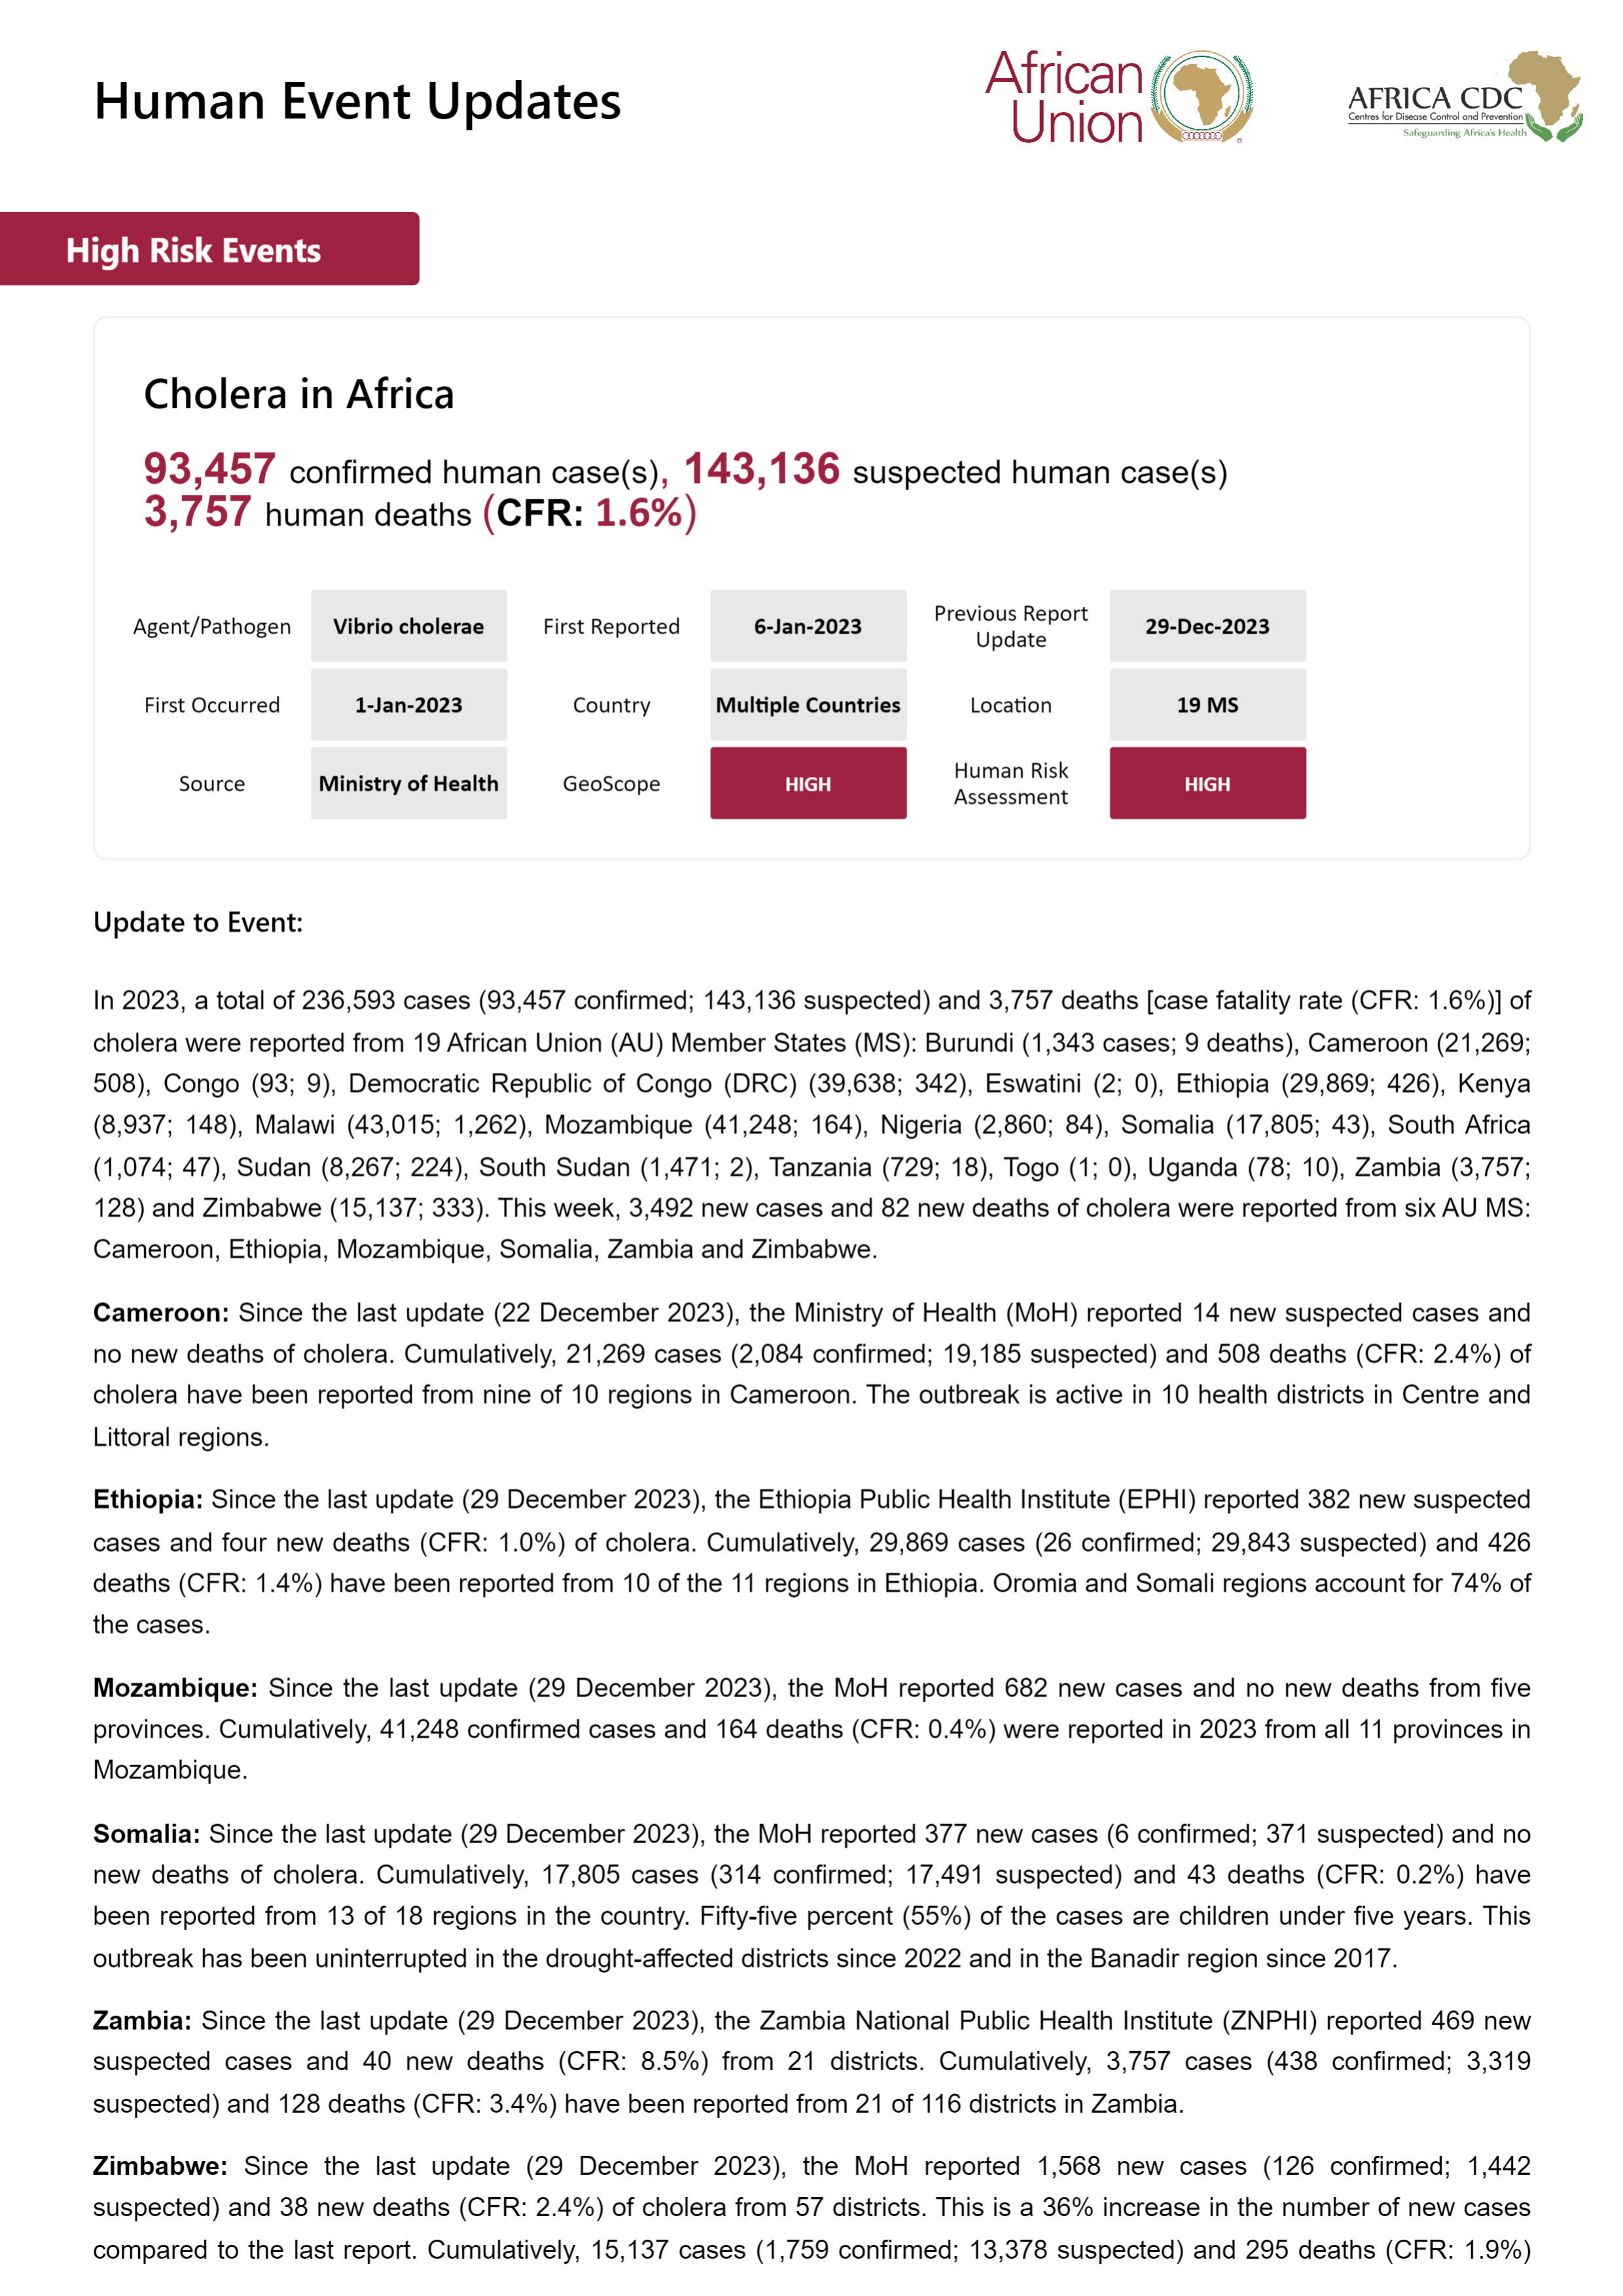 Human Event Updates
African
Union
AFRICA CDC
Centres for Disease Control and Prevention
Safeguarding Africa's Health
High Risk Events
Cholera in Africa
93,457 confirmed human case(s), 143,136 suspected human case(s)
3,757 human deaths (CFR: 1.6%)
Agent/Pathogen Vibrio cholerae First Reported 6-Jan-2023 Previous Report Update 29-Dec-2023
First Occurred 1-Jan-2023 Country Multiple Countries Location 19 MS
Source Ministry of Health GeoScope HIGH Human Risk Assessment HIGH
Update to Event:
In 2023, a total of 236,593 cases (93,457 confirmed; 143,136 suspected) and 3,757 deaths [case fatality rate (CFR: 1.6%)] of
cholera were reported from 19 African Union (AU) Member States (MS): Burundi (1,343 cases; 9 deaths), Cameroon (21,269;
508), Congo (93; 9), Democratic Republic of Congo (DRC) (39,638; 342), Eswatini (2; 0), Ethiopia (29,869; 426), Kenya
(8,937; 148), Malawi (43,015; 1,262), Mozambique (41,248; 164), Nigeria (2,860; 84), Somalia (17,805; 43), South Africa
(1,074; 47), Sudan (8,267; 224), South Sudan (1,471; 2), Tanzania (729; 18), Togo (1; 0), Uganda (78; 10), Zambia (3,757;
128) and Zimbabwe (15,137; 333). This week, 3,492 new cases and 82 new deaths of cholera were reported from six AU MS:
Cameroon, Ethiopia, Mozambique, Somalia, Zambia and Zimbabwe.
Cameroon: Since the last update (22 December 2023), the Ministry of Health (MoH) reported 14 new suspected cases and
no new deaths of cholera. Cumulatively, 21,269 cases (2,084 confirmed; 19,185 suspected) and 508 deaths (CFR: 2.4%) of
cholera have been reported from nine of 10 regions in Cameroon. The outbreak is active in 10 health districts in Centre and
Littoral regions.
Ethiopia: Since the last update (29 December 2023), the Ethiopia Public Health Institute (EPHI) reported 382 new suspected
cases and four new deaths (CFR: 1.0%) of cholera. Cumulatively, 29,869 cases (26 confirmed; 29,843 suspected) and 426
deaths (CFR: 1.4%) have been reported from 10 of the 11 regions in Ethiopia. Oromia and Somali regions account for 74% of
the cases.
Mozambique: Since the last update (29 December 2023), the MoH reported 682 new cases and no new deaths from five
provinces. Cumulatively, 41,248 confirmed cases and 164 deaths (CFR: 0.4%) were reported in 2023 from all 11 provinces in
Mozambique.
Somalia: Since the last update (29 December 2023), the MoH reported 377 new cases (6 confirmed; 371 suspected) and no
new deaths of cholera. Cumulatively, 17,805 cases (314 confirmed; 17,491 suspected) and 43 deaths (CFR: 0.2%) have
been reported from 13 of 18 regions in the country. Fifty-five percent (55%) of the cases are children under five years. This
outbreak has been uninterrupted in the drought-affected districts since 2022 and in the Banadir region since 2017.
Zambia: Since the last update (29 December 2023), the Zambia National Public Health Institute (ZNPHI) reported 469 new
suspected cases and 40 new deaths (CFR: 8.5%) from 21 districts. Cumulatively, 3,757 cases (438 confirmed; 3,319
suspected) and 128 deaths (CFR: 3.4%) have been reported from 21 of 116 districts in Zambia.
Zimbabwe: Since the last update (29 December 2023), the MoH reported 1,568 new cases (126 confirmed; 1,442
suspected) and 38 new deaths (CFR: 2.4%) of cholera from 57 districts. This is a 36% increase in the number of new cases
compared to the last report. Cumulatively, 15,137 cases (1,759 confirmed; 13,378 suspected) and 295 deaths (CFR: 1.9%)